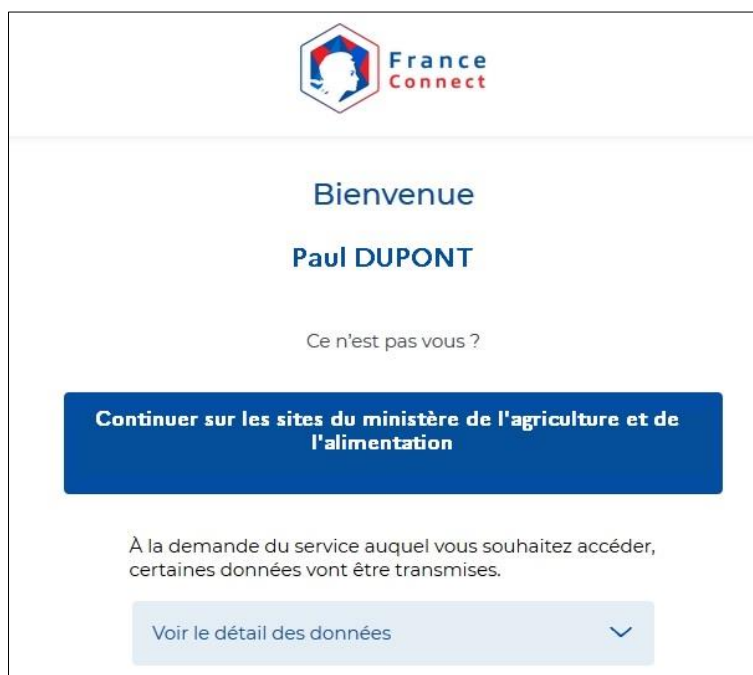 France
Connect
Bienvenue
Paul DUPONT
Ce n'est pas vous ?
Continuer sur les sites du ministère de l'agriculture et de
l'alimentation
À la demande du service auquel vous souhaitez accéder,
certaines données vont être transmises.
Voir le détail des données